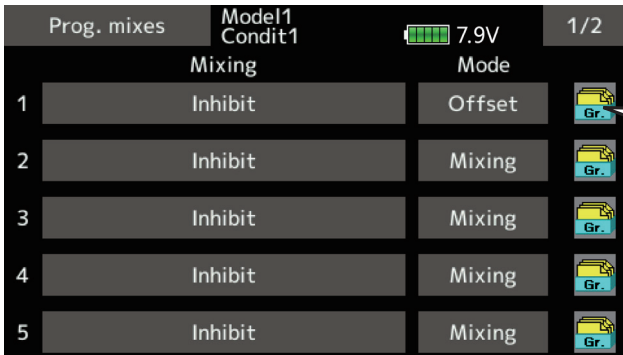 Prog. mixes Model1 Condit1 7.9V 1/2
Mixing Mode
1 Inhibit Offset Gr.
2 Inhibit Mixing Gr.
3 Inhibit Mixing Gr.
4 Inhibit Mixing Gr.
5 Inhibit Mixing Gr.